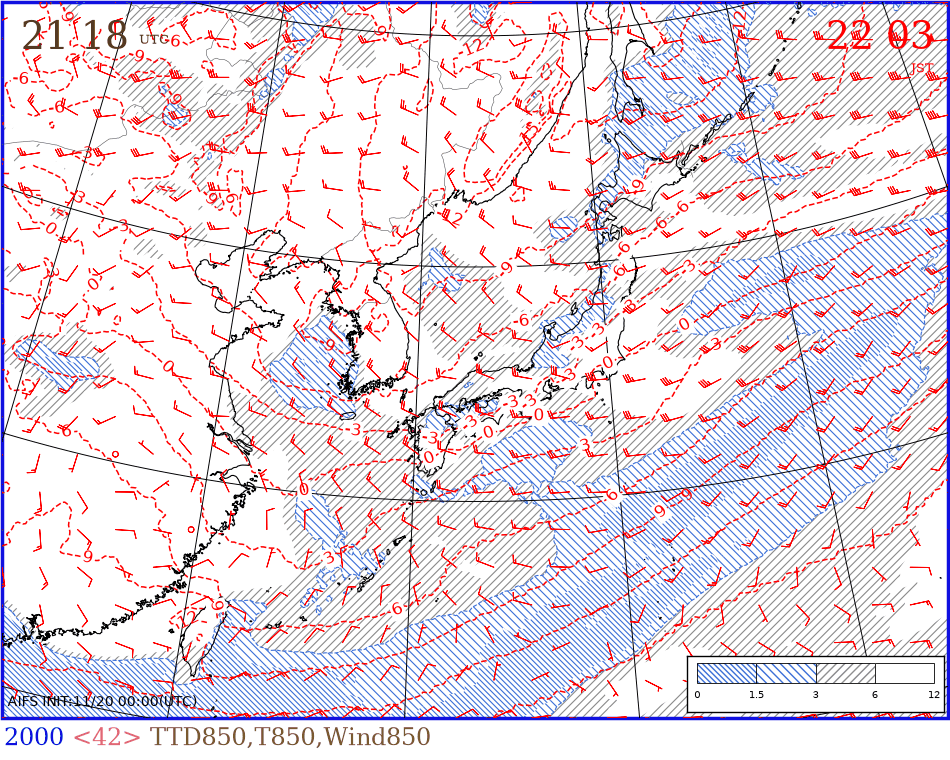 21 18 UTC
22 03
JST
AIFS INIT:11/20 00:00(UTC)
0 1.5 3 6 12
2000 <42> TTD850,T850,Wind850